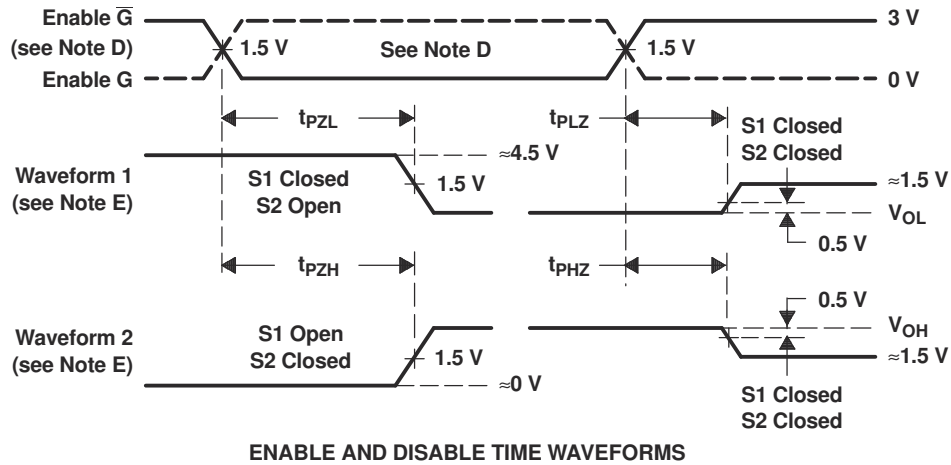 Enable G̅
(see Note D)
Enable G
1.5 V
See Note D
1.5 V
3 V
0 V
tPZL
tPLZ
S1 Closed
S2 Closed
Waveform 1
(see Note E)
S1 Closed
S2 Open
≈4.5 V
1.5 V
≈1.5 V
VOL
0.5 V
tPZH
tPHZ
0.5 V
Waveform 2
(see Note E)
S1 Open
S2 Closed
1.5 V
≈0 V
VOH
≈1.5 V
S1 Closed
S2 Closed
ENABLE AND DISABLE TIME WAVEFORMS